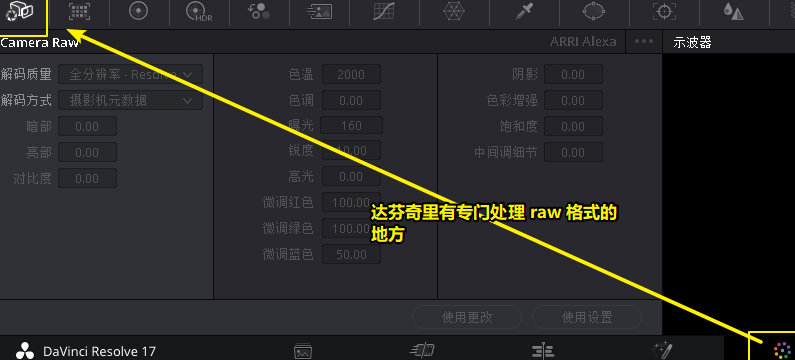 HDR
Camera Raw
ARRI Alexa
示波器
解码质量 全分辨率 - Resolve
色温 2000
阴影 0.00
解码方式 摄影机元数据
色调 0.00
色彩增强 0.00
暗部 0.00
曝光 160
饱和度 0.00
亮部 0.00
锐度 10.00
中间调细节 0.00
对比度 0.00
高光 0.00
微调红色 100.00
微调绿色 100.00
微调蓝色 50.00
达芬奇里有专门处理 raw 格式的
地方
使用更改
使用设置
DaVinci Resolve 17